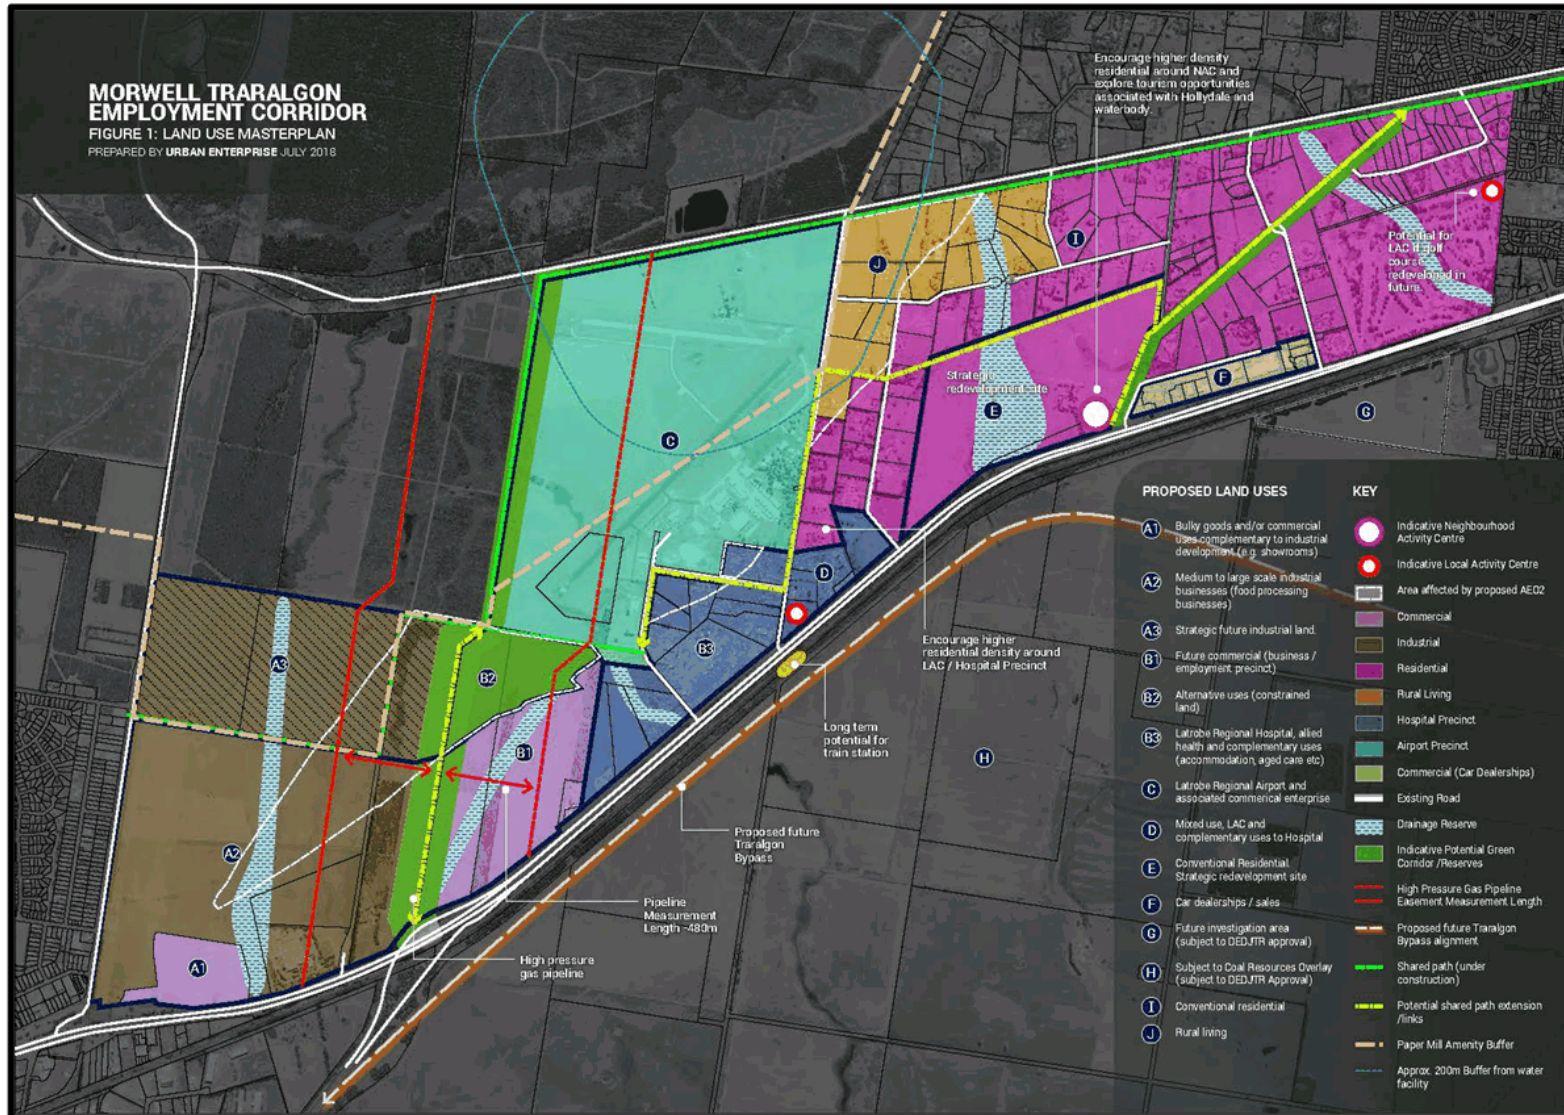 MORWELL TRARALGON
EMPLOYMENT CORRIDOR
FIGURE 1: LAND USE MASTERPLAN
PREPARED BY URBAN ENTERPRISE JULY 2018
Encourage higher density
residential around NAC and
explore tourism opportunities
associated with Hollydale and
waterbody.
Potential for
LAC if golf
course
redeveloped in
future.
I
J
Strategic
redevelopment site
E
F
G
C
D
B3
Encourage higher
residential density around
LAC / Hospital Precinct
Long term
potential for
train station
H
Proposed future
Traralgon
Bypass
A3
B2
B1
A2
A1
Pipeline
Measurement
Length ~480m
High pressure
gas pipeline
PROPOSED LAND USES
A1 Bulky goods and/or commercial
uses complementary to industrial
development (e.g. showrooms)
A2 Medium to large scale industrial
businesses (food processing
businesses)
A3 Strategic future industrial land.
B1 Future commercial (business /
employment precinct)
B2 Alternative uses (constrained
land)
B3 Latrobe Regional Hospital, allied
health and complementary uses
(accommodation, aged care etc)
C Latrobe Regional Airport and
associated commerical enterprise
D Mixed use, LAC and
complementary uses to Hospital
E Conventional Residential
Strategic redevelopment site
F Car dealerships / sales
G Future investigation area
(subject to DEDJTR approval)
H Subject to Coal Resources Overlay
(subject to DEDJTR Approval)
I Conventional residential
J Rural living
KEY
Indicative Neighbourhood
Activity Centre
Indicative Local Activity Centre
Area affected by proposed AEO2
Commercial
Industrial
Residential
Rural Living
Hospital Precinct
Airport Precinct
Commercial (Car Dealerships)
Existing Road
Drainage Reserve
Indicative Potential Green
Corridor /Reserves
High Pressure Gas Pipeline
Easement Measurement Length
Proposed future Traralgon
Bypass alignment
Shared path (under
construction)
Potential shared path extension
/links
Paper Mill Amenity Buffer
Approx. 200m Buffer from water
facility